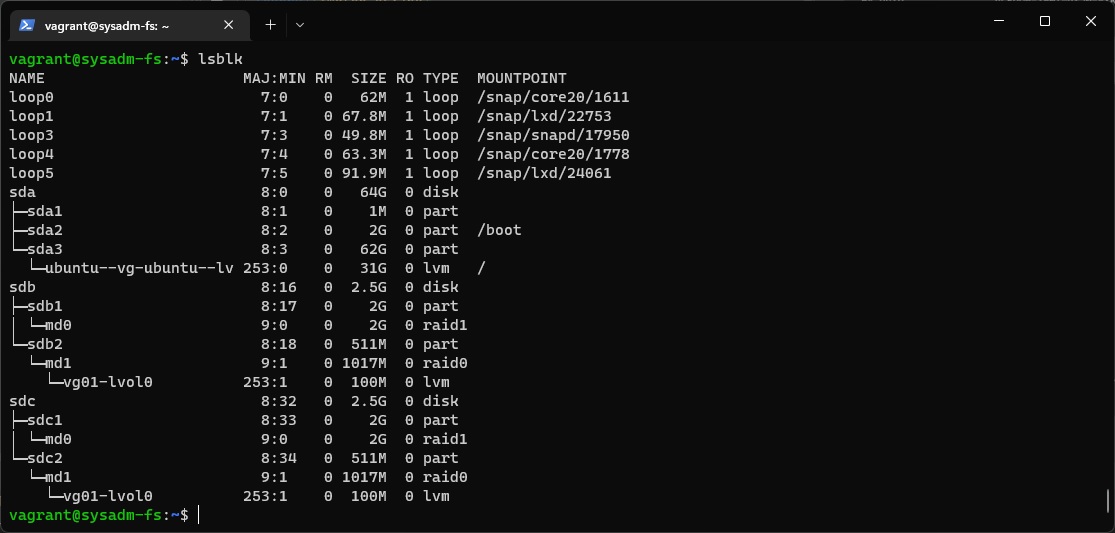 vagrant@sysadm-fs: ~
vagrant@sysadm-fs:~$ lsblk
NAME                      MAJ:MIN RM  SIZE RO TYPE  MOUNTPOINT
loop0                       7:0    0   62M  1 loop  /snap/core20/1611
loop1                       7:1    0 67.8M  1 loop  /snap/lxd/22753
loop3                       7:3    0 49.8M  1 loop  /snap/snapd/17950
loop4                       7:4    0 63.3M  1 loop  /snap/core20/1778
loop5                       7:5    0 91.9M  1 loop  /snap/lxd/24061
sda                         8:0    0   64G  0 disk
├─sda1                      8:1    0    1M  0 part
├─sda2                      8:2    0    2G  0 part  /boot
└─sda3                      8:3    0   62G  0 part
  └─ubuntu--vg-ubuntu--lv 253:0    0   31G  0 lvm   /
sdb                         8:16   0  2.5G  0 disk
├─sdb1                      8:17   0    2G  0 part
│ └─md0                     9:0    0    2G  0 raid1
└─sdb2                      8:18   0  511M  0 part
  └─md1                     9:1    0 1017M  0 raid0
    └─vg01-lvol0          253:1    0  100M  0 lvm
sdc                         8:32   0  2.5G  0 disk
├─sdc1                      8:33   0    2G  0 part
│ └─md0                     9:0    0    2G  0 raid1
└─sdc2                      8:34   0  511M  0 part
  └─md1                     9:1    0 1017M  0 raid0
    └─vg01-lvol0          253:1    0  100M  0 lvm
vagrant@sysadm-fs:~$